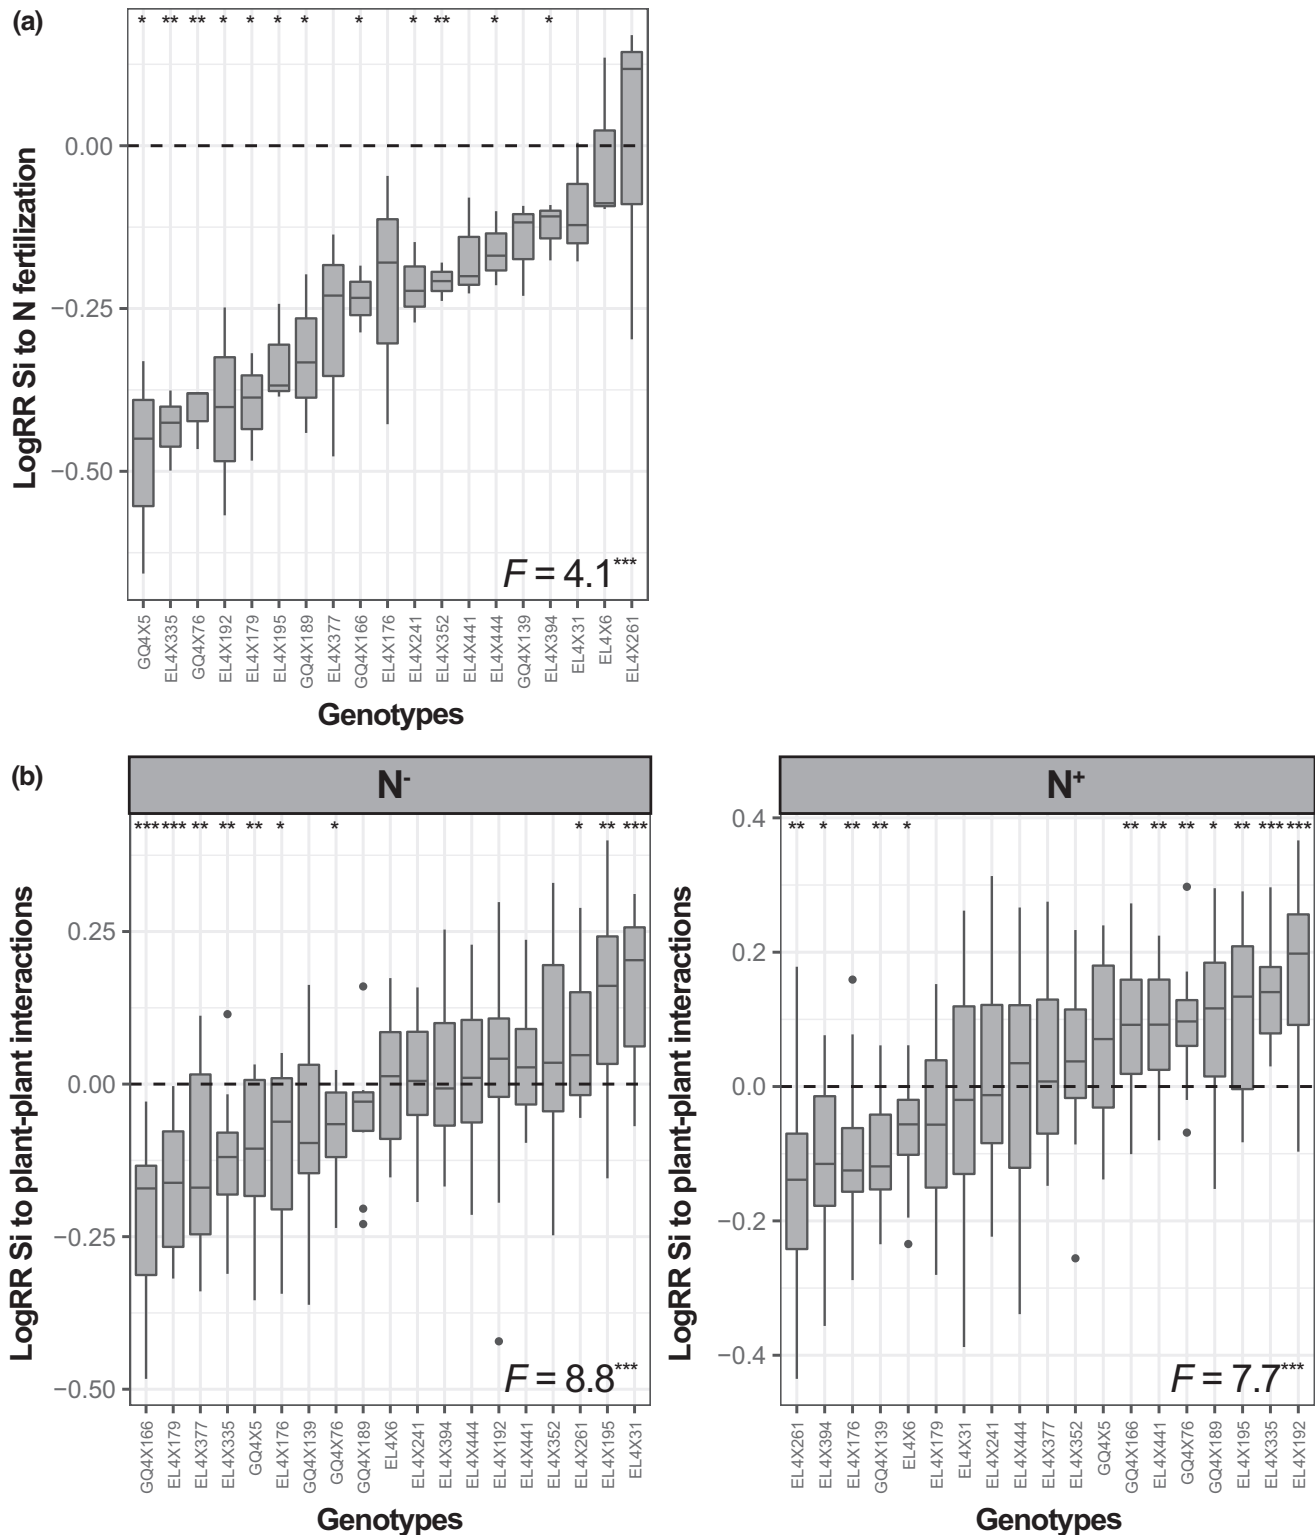 (a)
* ** ** * * * * * * ** * *
LogRR Si to N fertilization
0.00
−0.25
−0.50
F = 4.1***
GQ4X5
EL4X335
GQ4X76
EL4X192
EL4X179
EL4X195
GQ4X189
EL4X377
GQ4X166
EL4X176
EL4X241
EL4X352
EL4X441
EL4X444
GQ4X139
EL4X394
EL4X31
EL4X6
EL4X261
Genotypes
(b)
N-
*** *** ** ** ** * * * ** ***
LogRR Si to plant-plant interactions
0.25
0.00
−0.25
−0.50
F = 8.8***
GQ4X166
EL4X179
EL4X377
EL4X335
GQ4X5
EL4X176
GQ4X139
GQ4X76
GQ4X189
EL4X6
EL4X241
EL4X394
EL4X444
EL4X192
EL4X441
EL4X352
EL4X261
EL4X195
EL4X31
Genotypes
N+
** * ** ** * ** ** ** * ** *** ***
LogRR Si to plant-plant interactions
0.4
0.2
0.0
−0.2
−0.4
F = 7.7***
EL4X261
EL4X394
EL4X176
GQ4X139
EL4X6
EL4X179
EL4X31
EL4X241
EL4X444
EL4X377
EL4X352
GQ4X5
GQ4X166
EL4X441
GQ4X76
GQ4X189
EL4X195
EL4X335
EL4X192
Genotypes